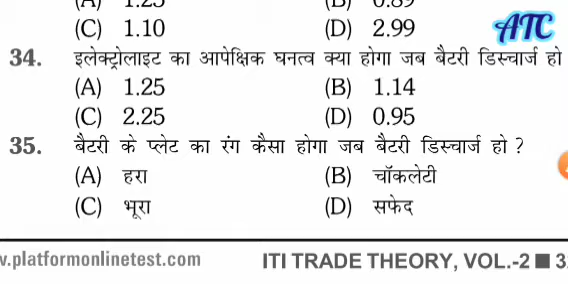 (C) 1.10 (D) 2.99 ATC
34. इलेक्ट्रोलाइट का आपेक्षिक घनत्व क्या होगा जब बैटरी डिस्चार्ज हो
(A) 1.25 (B) 1.14
(C) 2.25 (D) 0.95
35. बैटरी के प्लेट का रंग कैसा होगा जब बैटरी डिस्चार्ज हो ?
(A) हरा (B) चॉकलेटी
(C) भूरा (D) सफेद
v.platformonlinetest.com ITI TRADE THEORY, VOL.-2 ■ 3